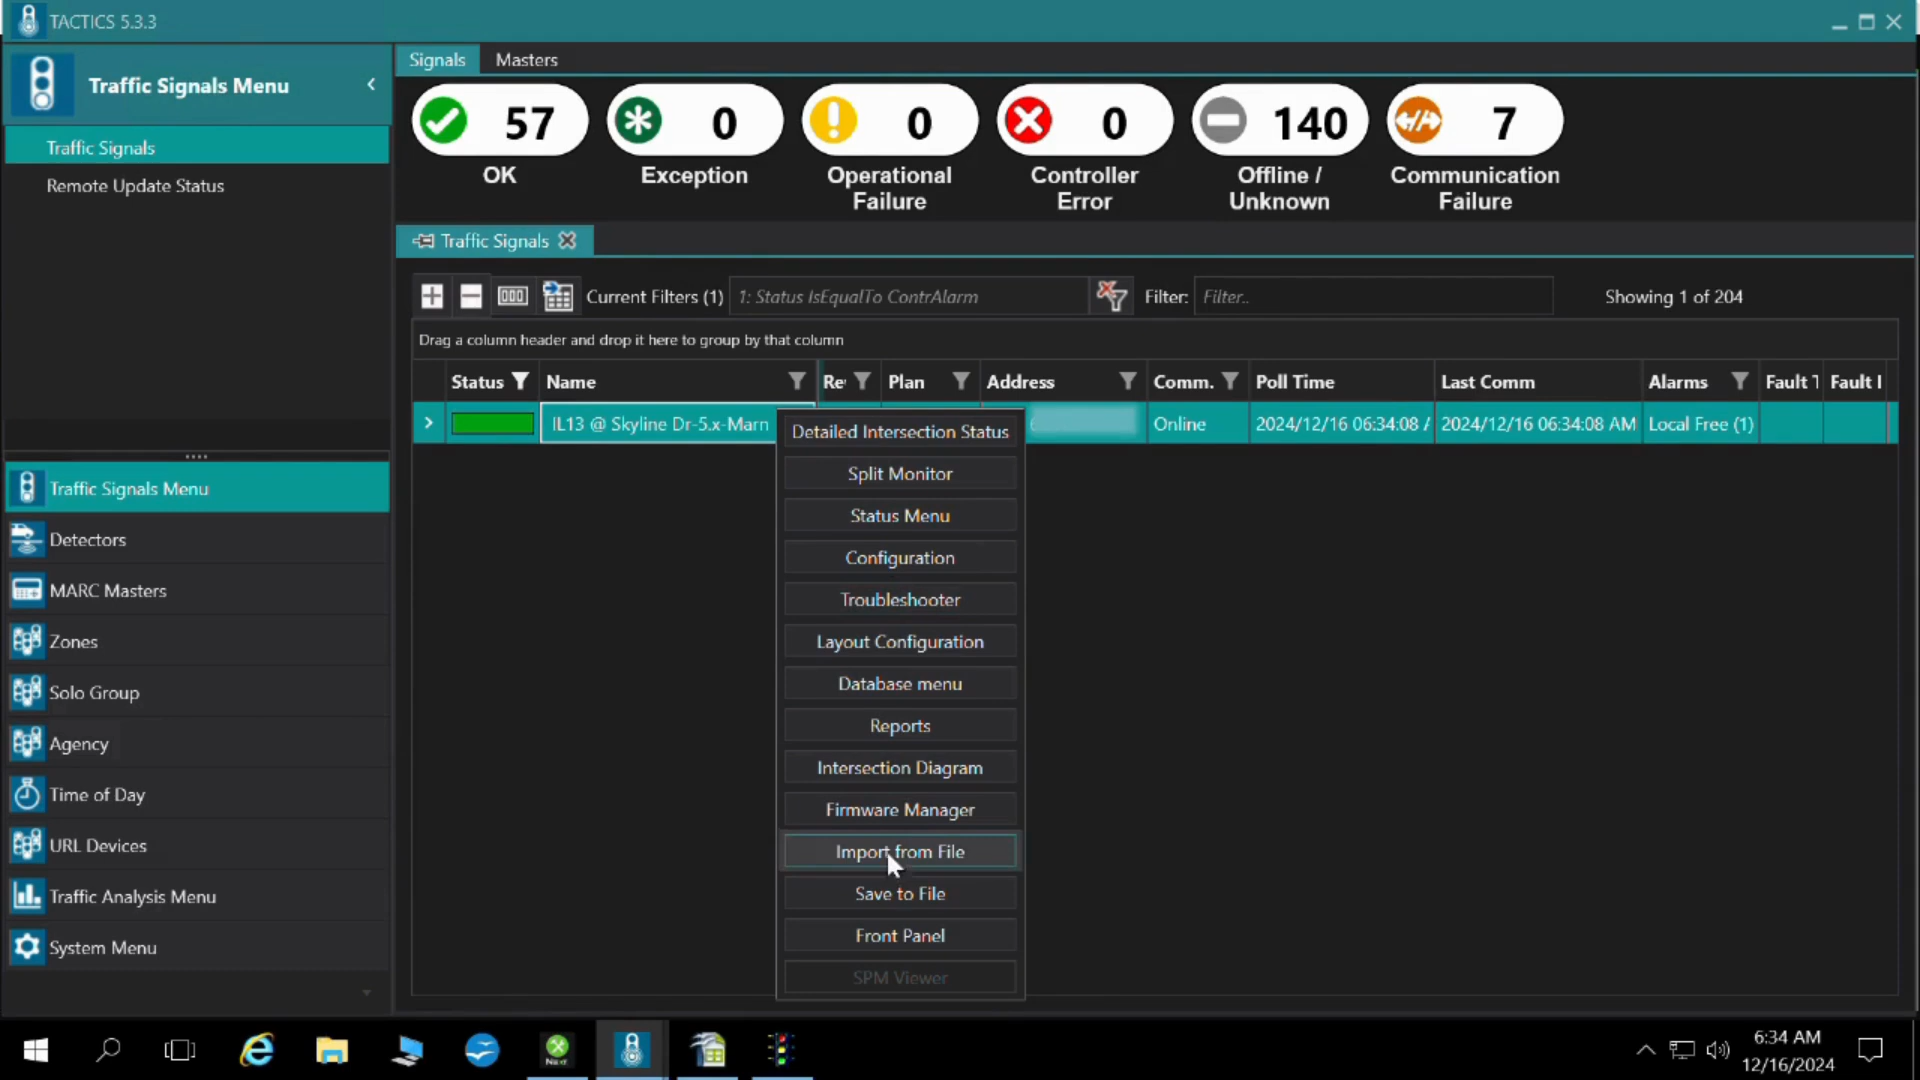 TACTICS 5.3.3
Traffic Signals Menu
Traffic Signals
Remote Update Status
Signals
Masters
57
OK
0
Exception
0
Operational
Failure
0
Controller
Error
140
Offline /
Unknown
7
Communication
Failure
Traffic Signals
Current Filters (1)
1: Status IsEqualTo ContrAlarm
Filter:
Filter..
Showing 1 of 204
Drag a column header and drop it here to group by that column
Status
Name
Re
Plan
Address
Comm.
Poll Time
Last Comm
Alarms
Fault
Fault
IL13 @ Skyline Dr-5.x-Marn
Online
2024/12/16 06:34:08
2024/12/16 06:34:08 AM
Local Free (1)
Detailed Intersection Status
Split Monitor
Status Menu
Configuration
Troubleshooter
Layout Configuration
Database menu
Reports
Intersection Diagram
Firmware Manager
Import from File
Save to File
Front Panel
SPM Viewer
Traffic Signals Menu
Detectors
MARC Masters
Zones
Solo Group
Agency
Time of Day
URL Devices
Traffic Analysis Menu
System Menu
6:34 AM
12/16/2024